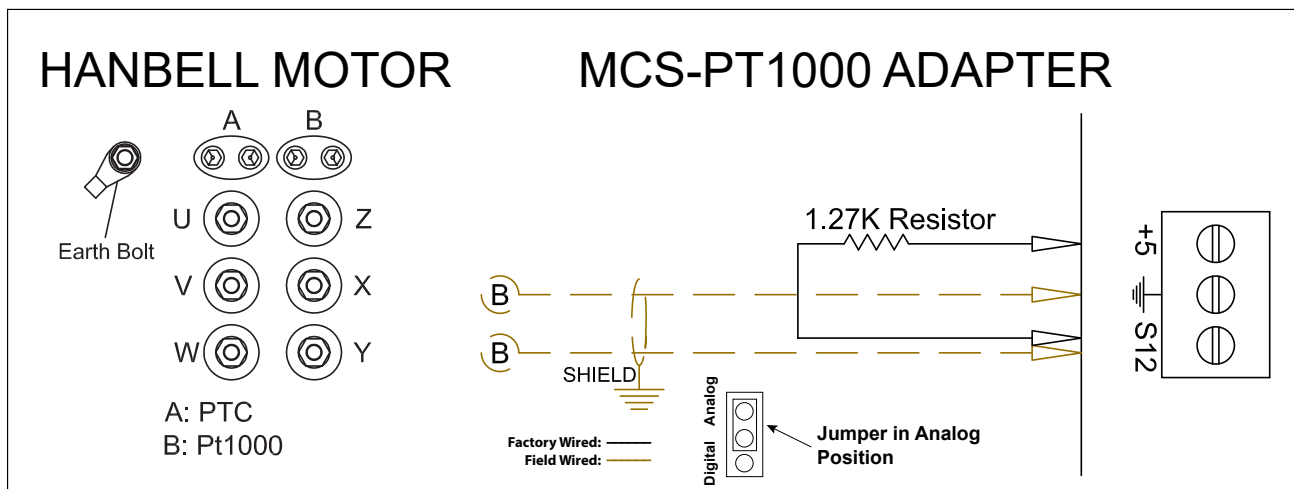 HANBELL MOTOR
MCS-PT1000 ADAPTER
A B
Earth Bolt
U Z
V X
W Y
A: PTC
B: Pt1000
1.27K Resistor
B
B
SHIELD
Factory Wired:
Field Wired:
Analog
Digital
Jumper in Analog
Position
+5
S12